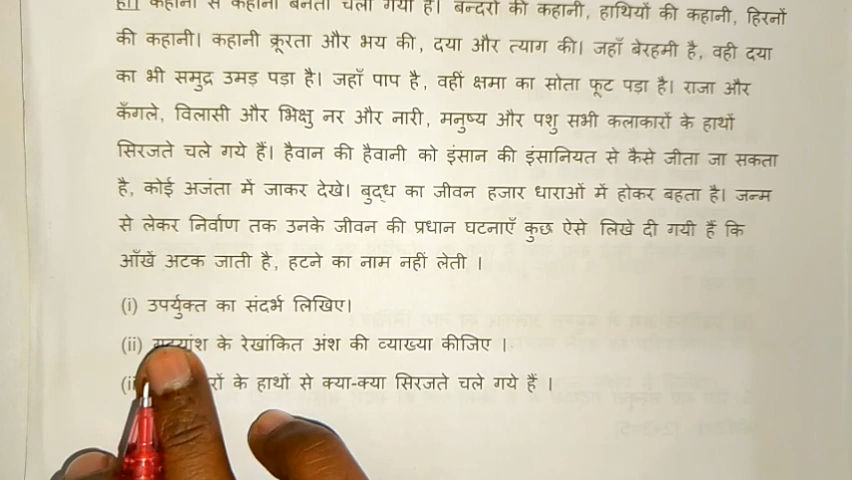 है। कहानी से कहानी बनती चली गयी है। बन्दरों की कहानी, हाथियों की कहानी, हिरनों
की कहानी। कहानी क्रूरता और भय की, दया और त्याग की। जहाँ बेरहमी है, वही दया
का भी समुद्र उमड़ पड़ा है। जहाँ पाप है, वहीं क्षमा का सोता फूट पड़ा है। राजा और
कँगले, विलासी और भिक्षु नर और नारी, मनुष्य और पशु सभी कलाकारों के हाथों
सिरजते चले गये हैं। हैवान की हैवानी को इंसान की इंसानियत से कैसे जीता जा सकता
है, कोई अजंता में जाकर देखे। बुद्ध का जीवन हजार धाराओं में होकर बहता है। जन्म
से लेकर निर्वाण तक उनके जीवन की प्रधान घटनाएँ कुछ ऐसे लिखे दी गयी हैं कि
आँखें अटक जाती है, हटने का नाम नहीं लेती ।
(i) उपर्युक्त का संदर्भ लिखिए।
(ii) गद्यांश के रेखांकित अंश की व्याख्या कीजिए ।
के हाथों से क्या-क्या सिरजते चले गये हैं ।